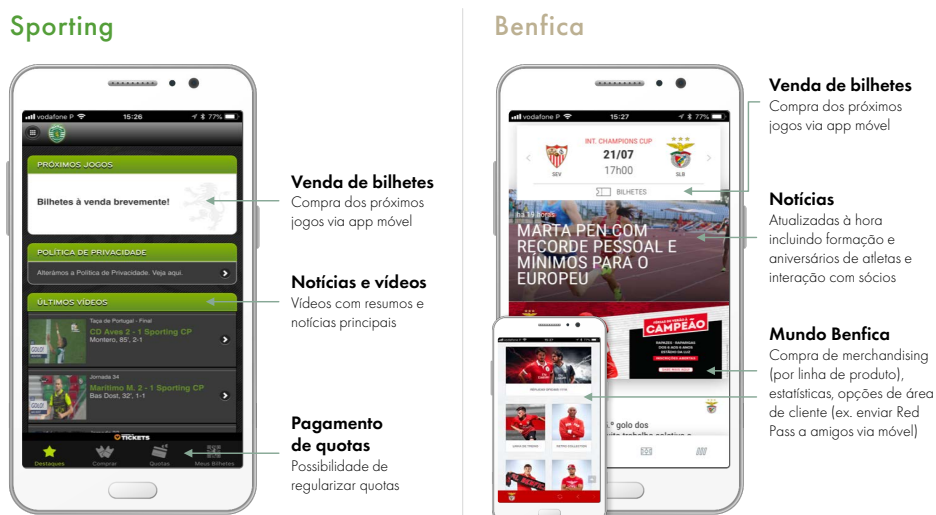 Sporting
vodafone P
15:26
77%
PRÓXIMOS JOGOS
Bilhetes à venda brevemente!
POLÍTICA DE PRIVACIDADE
Alterámos a Política de Privacidade. Veja aqui.
ÚLTIMOS VÍDEOS
Taça de Portugal - Final
CD Aves 2 - 1 Sporting CP
Montero, 85', 2-1
GOLO!
Jornada 34
Marítimo M. 2 - 1 Sporting CP
Bas Dost, 32', 1-1
GOLO!
TICKETS
Destaques
Comprar
Quotas
Meus Bilhetes
Venda de bilhetes
Compra dos próximos
jogos via app móvel
Notícias e vídeos
Vídeos com resumos e
notícias principais
Pagamento
de quotas
Possibilidade de
regularizar quotas
Benfica
vodafone P
15:27
77%
INT. CHAMPIONS CUP
21/07
17h00
SEV
SLB
BILHETES
há 19 horas
MARTA PEN COM
RECORDE PESSOAL E
MÍNIMOS PARA O
EUROPEU
CAMPEÃO
.º golo dos
Venda de bilhetes
Compra dos próximos
jogos via app móvel
Notícias
Atualizadas à hora
incluindo formação e
aniversários de atletas e
interação com sócios
Mundo Benfica
Compra de merchandising
(por linha de produto),
estatísticas, opções de área
de cliente (ex. enviar Red
Pass a amigos via móvel)